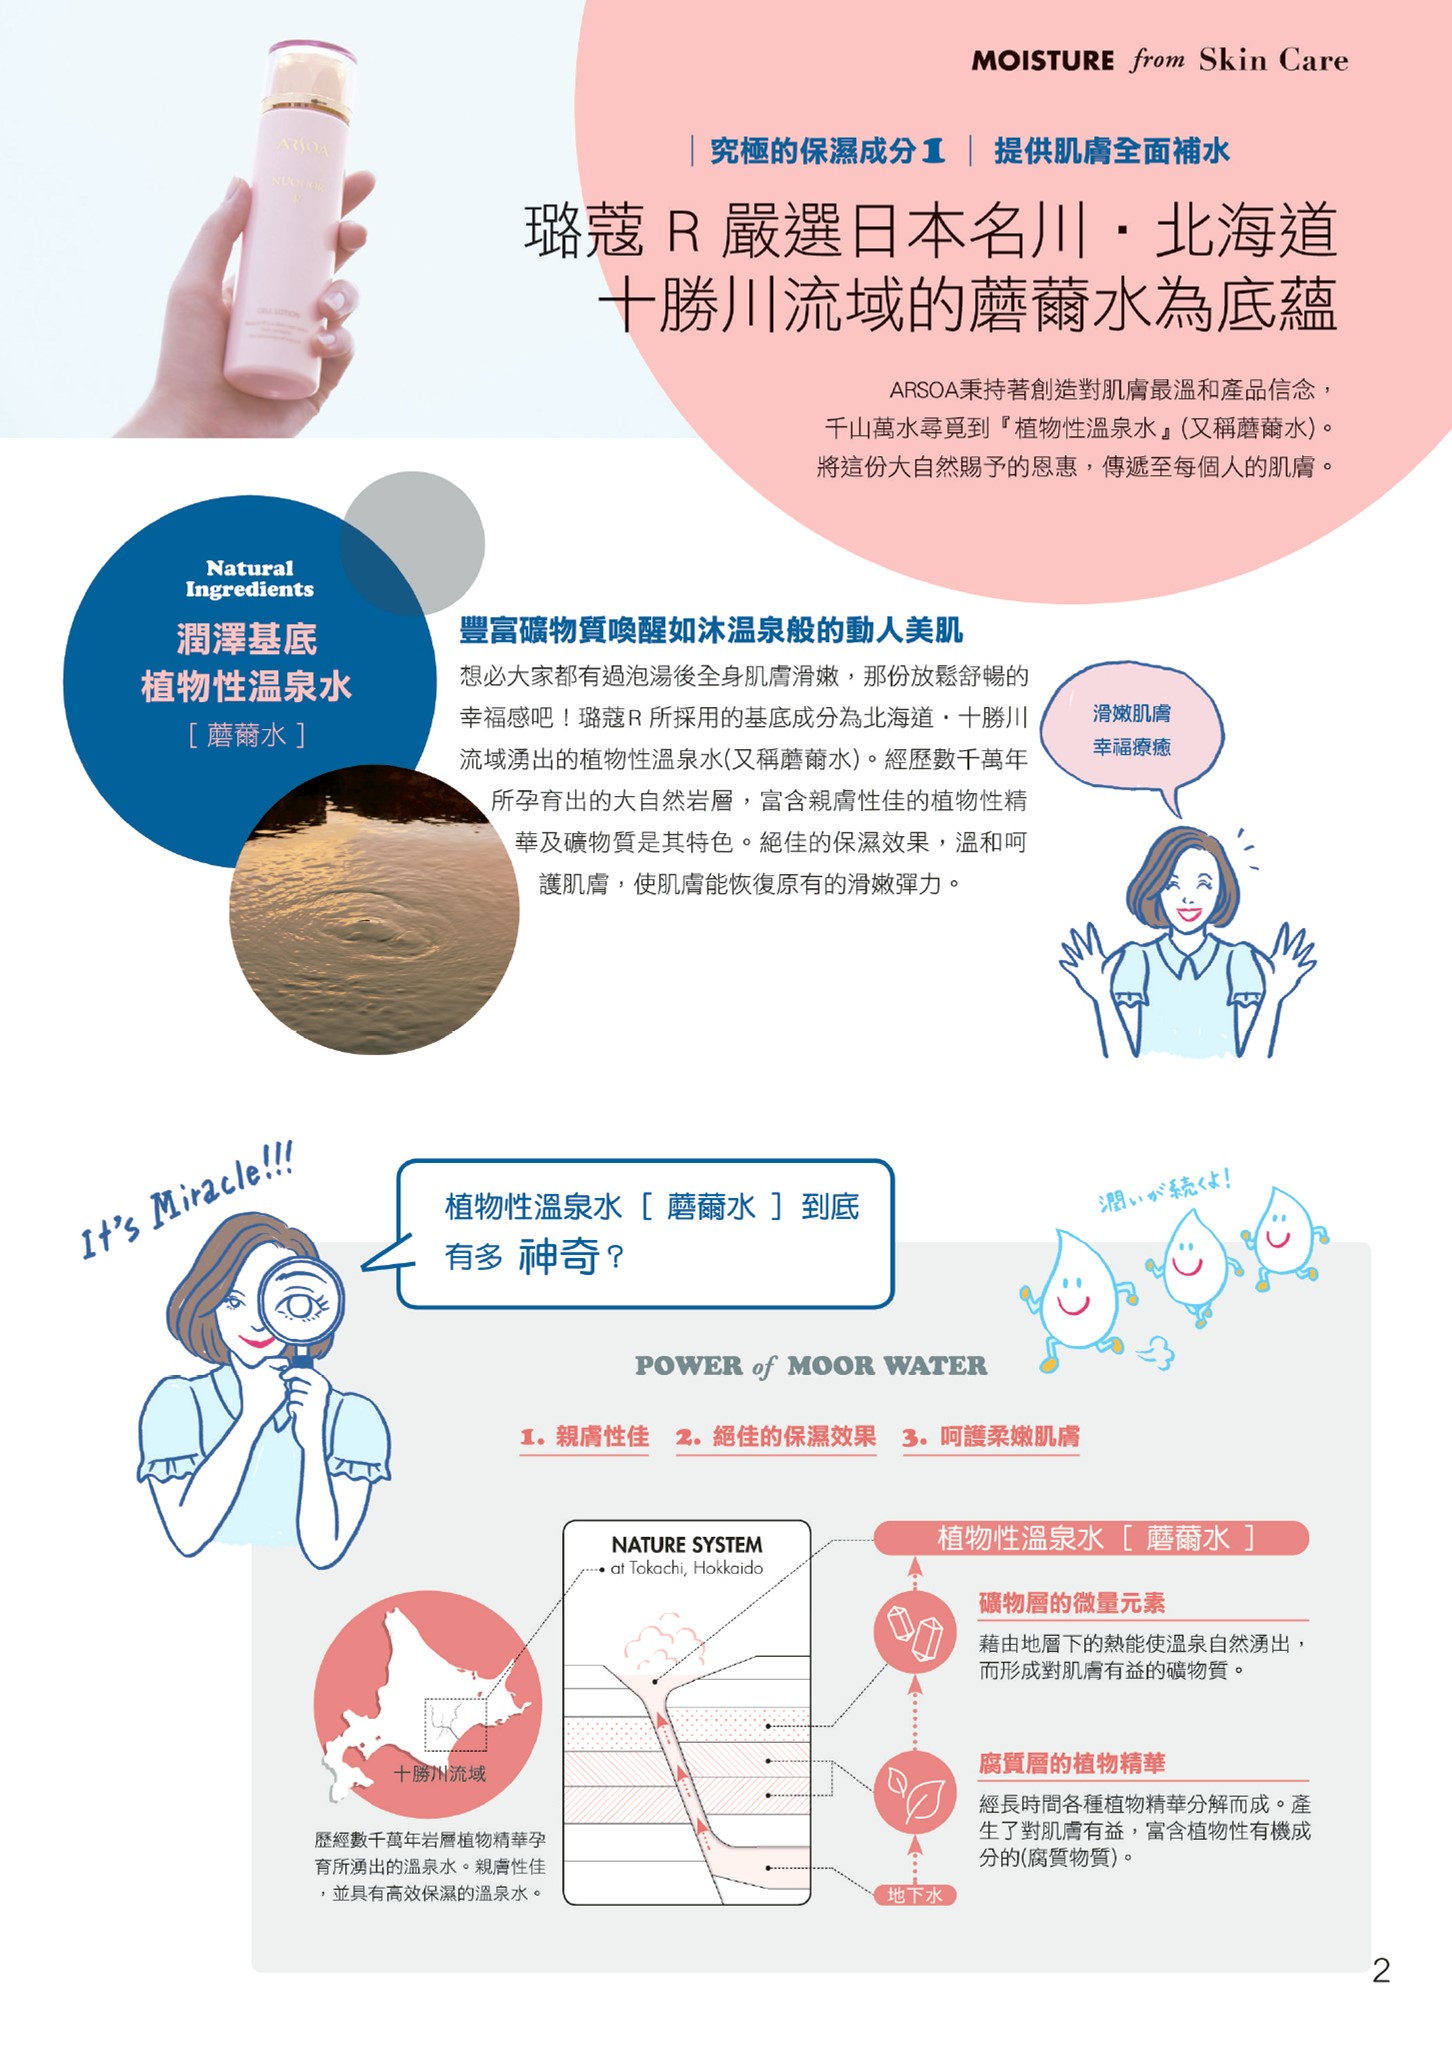 MOISTURE from Skin Care
究極的保濕成分1 | 提供肌膚全面補水
璐蔻 R 嚴選日本名川・北海道
十勝川流域的蘑薾水為底蘊
ARSOA秉持著創造對肌膚最溫和產品信念，
千山萬水尋覓到『植物性溫泉水』(又稱蘑薾水)。
將這份大自然賜予的恩惠，傳遞至每個人的肌膚。
ARSOA
CELL LOTION
Natural
Ingredients
潤澤基底
植物性溫泉水
[ 蘑薾水 ]
豐富礦物質喚醒如沐溫泉般的動人美肌
想必大家都有過泡湯後全身肌膚滑嫩，那份放鬆舒暢的
幸福感吧！璐蔻R 所採用的基底成分為北海道・十勝川
流域湧出的植物性溫泉水(又稱蘑薾水)。經歷數千萬年
所孕育出的大自然岩層，富含親膚性佳的植物性精
華及礦物質是其特色。絕佳的保濕效果，溫和呵
護肌膚，使肌膚能恢復原有的滑嫩彈力。
滑嫩肌膚
幸福療癒
It's Miracle!!!
植物性溫泉水 [ 蘑薾水 ] 到底
有多 神奇？
潤いが続くよ!
POWER of MOOR WATER
1. 親膚性佳 2. 絕佳的保濕效果 3. 呵護柔嫩肌膚
NATURE SYSTEM
at Tokachi, Hokkaido
十勝川流域
歷經數千萬年岩層植物精華孕
育所湧出的溫泉水。親膚性佳
，並具有高效保濕的溫泉水。
植物性溫泉水 [ 蘑薾水 ]
礦物層的微量元素
藉由地層下的熱能使溫泉自然湧出，
而形成對肌膚有益的礦物質。
腐質層的植物精華
經長時間各種植物精華分解而成。產
生了對肌膚有益，富含植物性有機成
分的(腐質物質)。
地下水
2